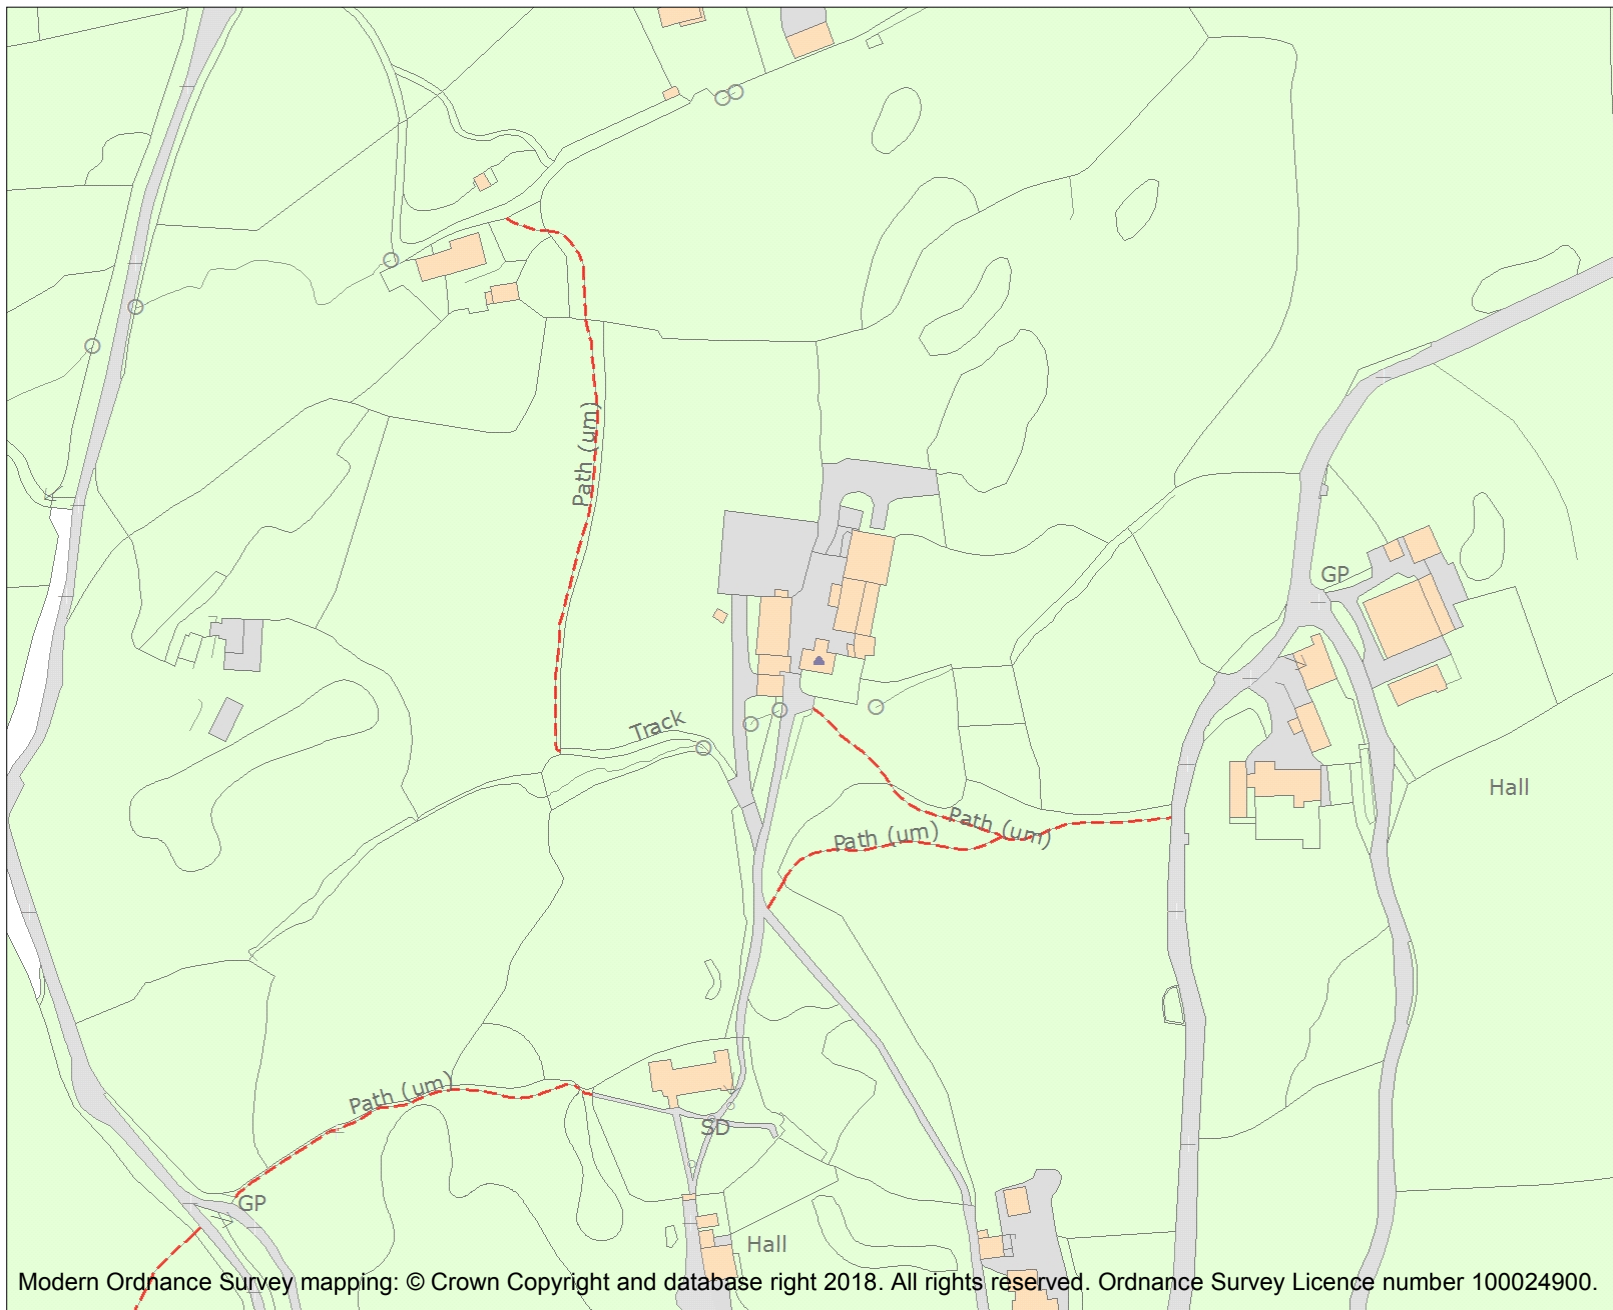 Path (um)
GP
Track
Hall
Path (um)
Path (um)
Path (um)
SD
GP
Hall
Modern Ordnance Survey mapping: © Crown Copyright and database right 2018. All rights reserved. Ordnance Survey Licence number 100024900.